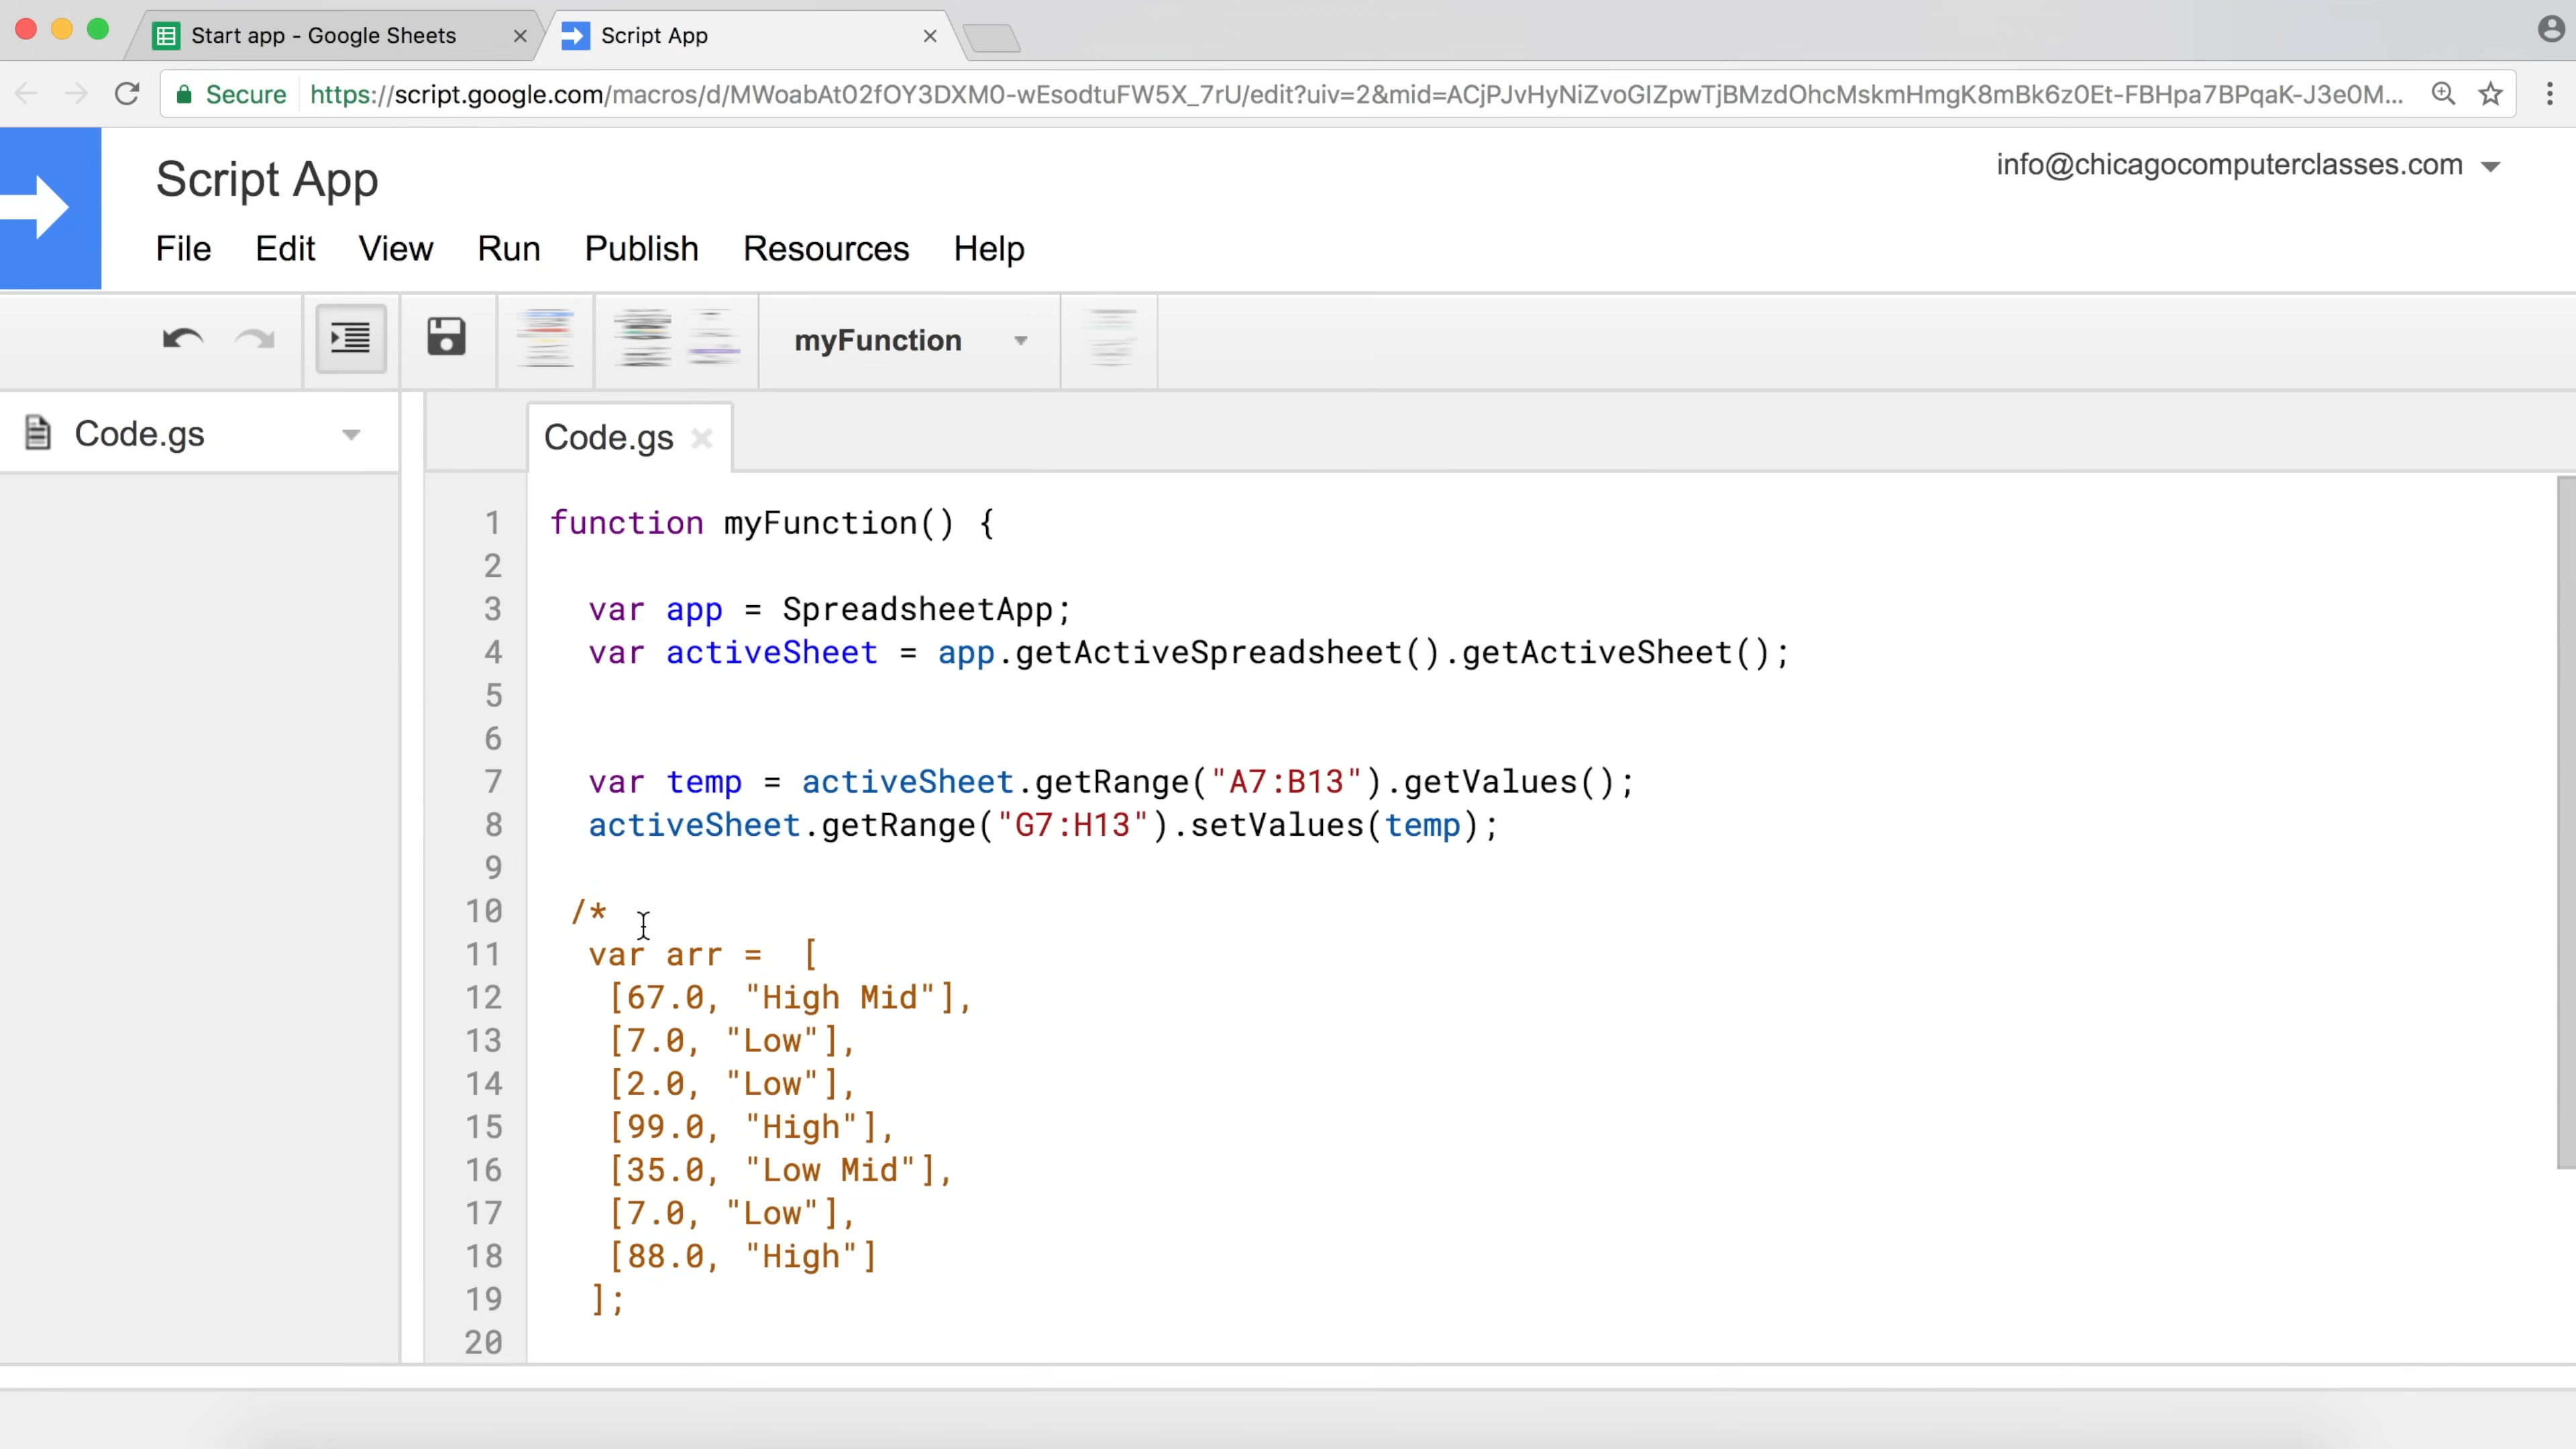 Start app - Google Sheets
Script App
Secure https://script.google.com/macros/d/MWoabAt02fOY3DXM0-wEsodtuFW5X_7rU/edit?uiv=2&mid=ACjPJvHyNiZvoGIZpwTjBMzdOhcMskmHmgK8mBk6z0Et-FBHpa7BPqaK-J3e0M...
Script App
info@chicagocomputerclasses.com
File Edit View Run Publish Resources Help
myFunction
Code.gs
Code.gs
1 function myFunction() {
2
3 var app = SpreadsheetApp;
4 var activeSheet = app.getActiveSpreadsheet().getActiveSheet();
5
6
7 var temp = activeSheet.getRange("A7:B13").getValues();
8 activeSheet.getRange("G7:H13").setValues(temp);
9
10 /*
11 var arr = [
12 [67.0, "High Mid"],
13 [7.0, "Low"],
14 [2.0, "Low"],
15 [99.0, "High"],
16 [35.0, "Low Mid"],
17 [7.0, "Low"],
18 [88.0, "High"]
19 ];
20